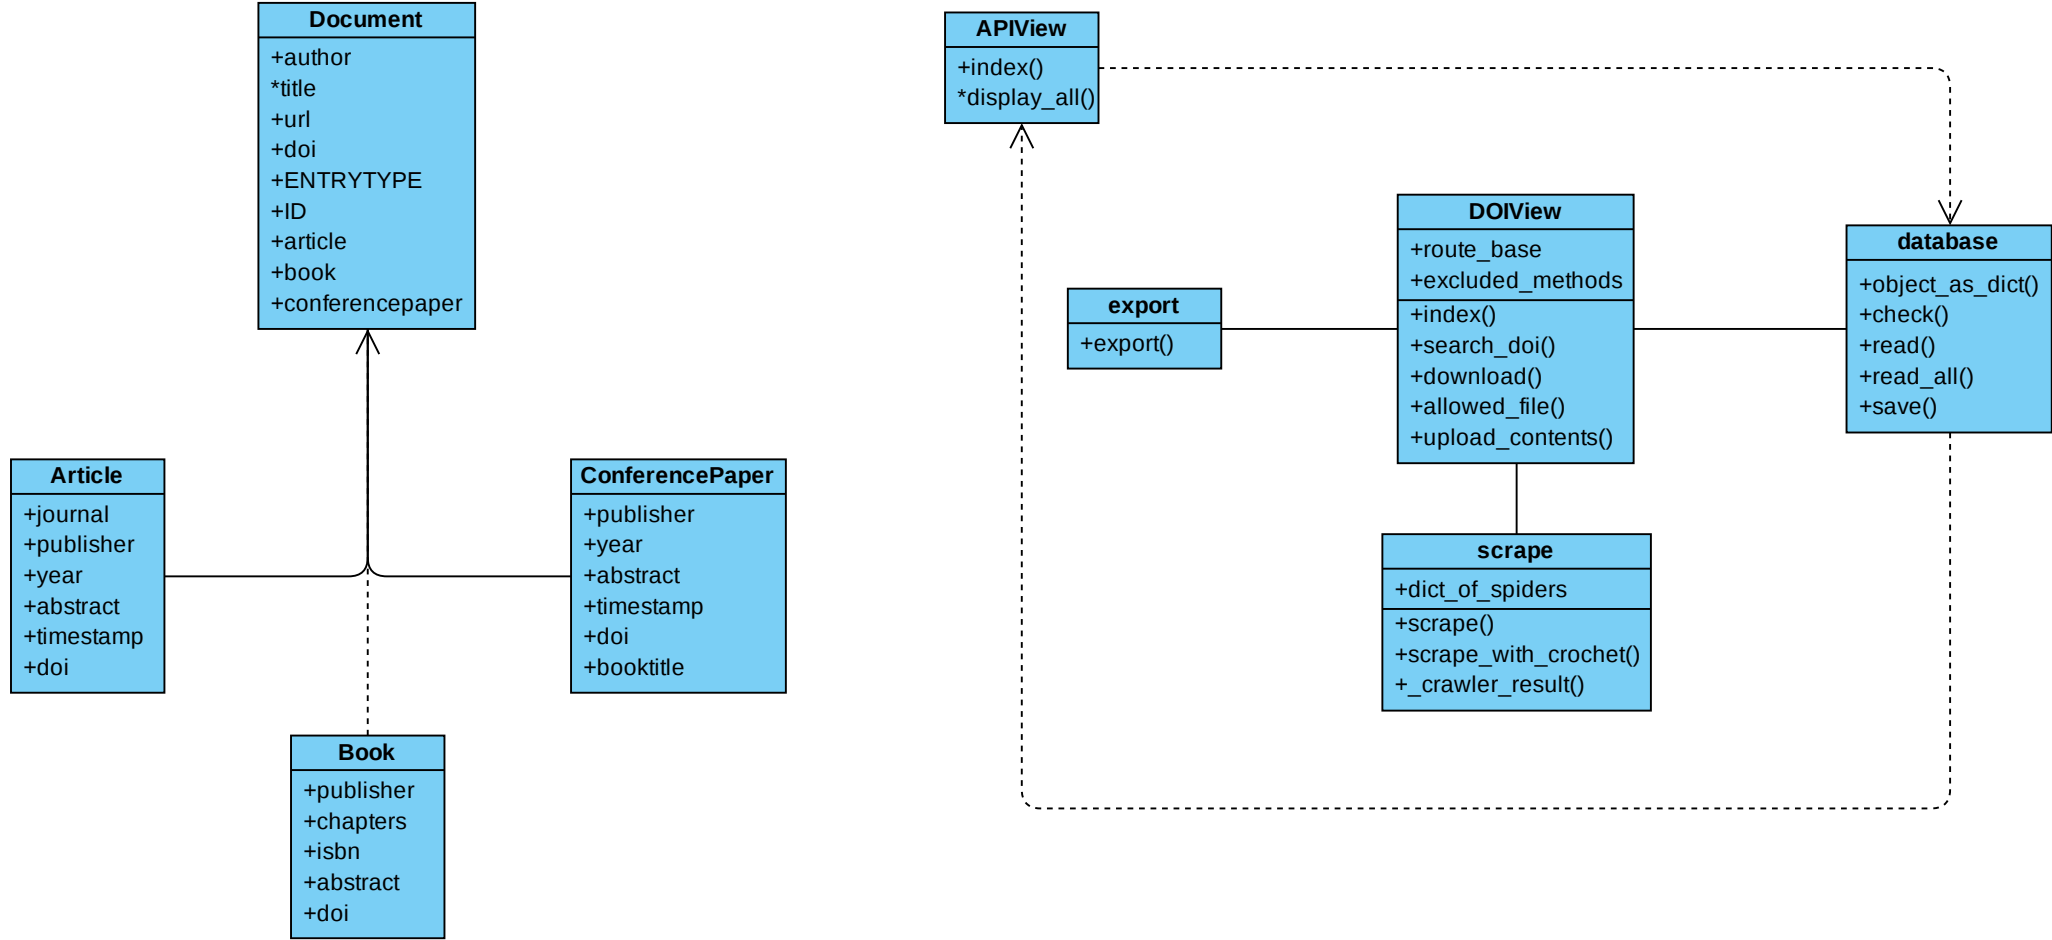 Document
+author
*title
+url
+doi
+ENTRYTYPE
+ID
+article
+book
+conferencepaper
Article
+journal
+publisher
+year
+abstract
+timestamp
+doi
ConferencePaper
+publisher
+year
+abstract
+timestamp
+doi
+booktitle
Book
+publisher
+chapters
+isbn
+abstract
+doi
APIView
+index()
*display_all()
export
+export()
DOIView
+route_base
+excluded_methods
+index()
+search_doi()
+download()
+allowed_file()
+upload_contents()
database
+object_as_dict()
+check()
+read()
+read_all()
+save()
scrape
+dict_of_spiders
+scrape()
+scrape_with_crochet()
+_crawler_result()